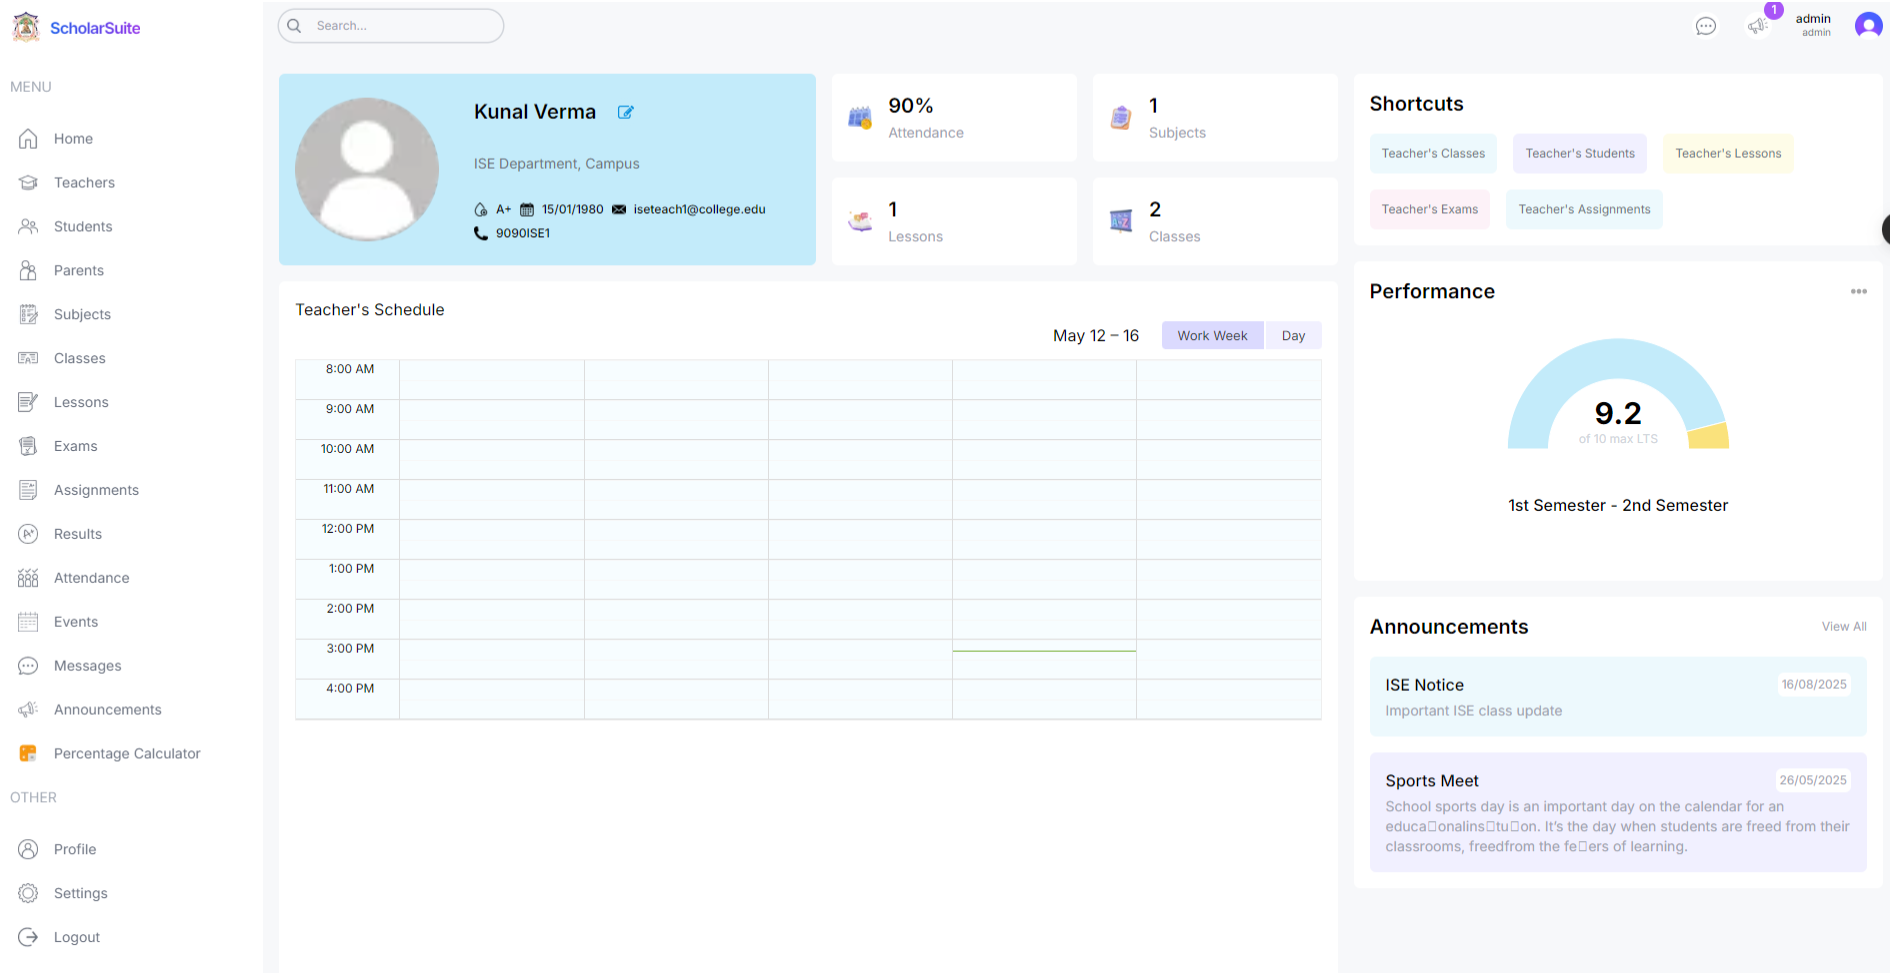 ScholarSuite
Search...
1
admin
admin
MENU
Home
Teachers
Students
Parents
Subjects
Classes
Lessons
Exams
Assignments
Results
Attendance
Events
Messages
Announcements
Percentage Calculator
OTHER
Profile
Settings
Logout
Kunal Verma
ISE Department, Campus
A+ 15/01/1980 iseteach1@college.edu
9090ISE1
90%
Attendance
1
Subjects
1
Lessons
2
Classes
Teacher's Schedule
May 12 – 16
Work Week
Day
8:00 AM
9:00 AM
10:00 AM
11:00 AM
12:00 PM
1:00 PM
2:00 PM
3:00 PM
4:00 PM
Shortcuts
Teacher's Classes
Teacher's Students
Teacher's Lessons
Teacher's Exams
Teacher's Assignments
Performance
9.2
of 10 max LTS
1st Semester - 2nd Semester
Announcements
View All
ISE Notice
16/08/2025
Important ISE class update
Sports Meet
26/05/2025
School sports day is an important day on the calendar for an
educa□onalins□tu□on. It's the day when students are freed from their
classrooms, freedfrom the fe□ers of learning.